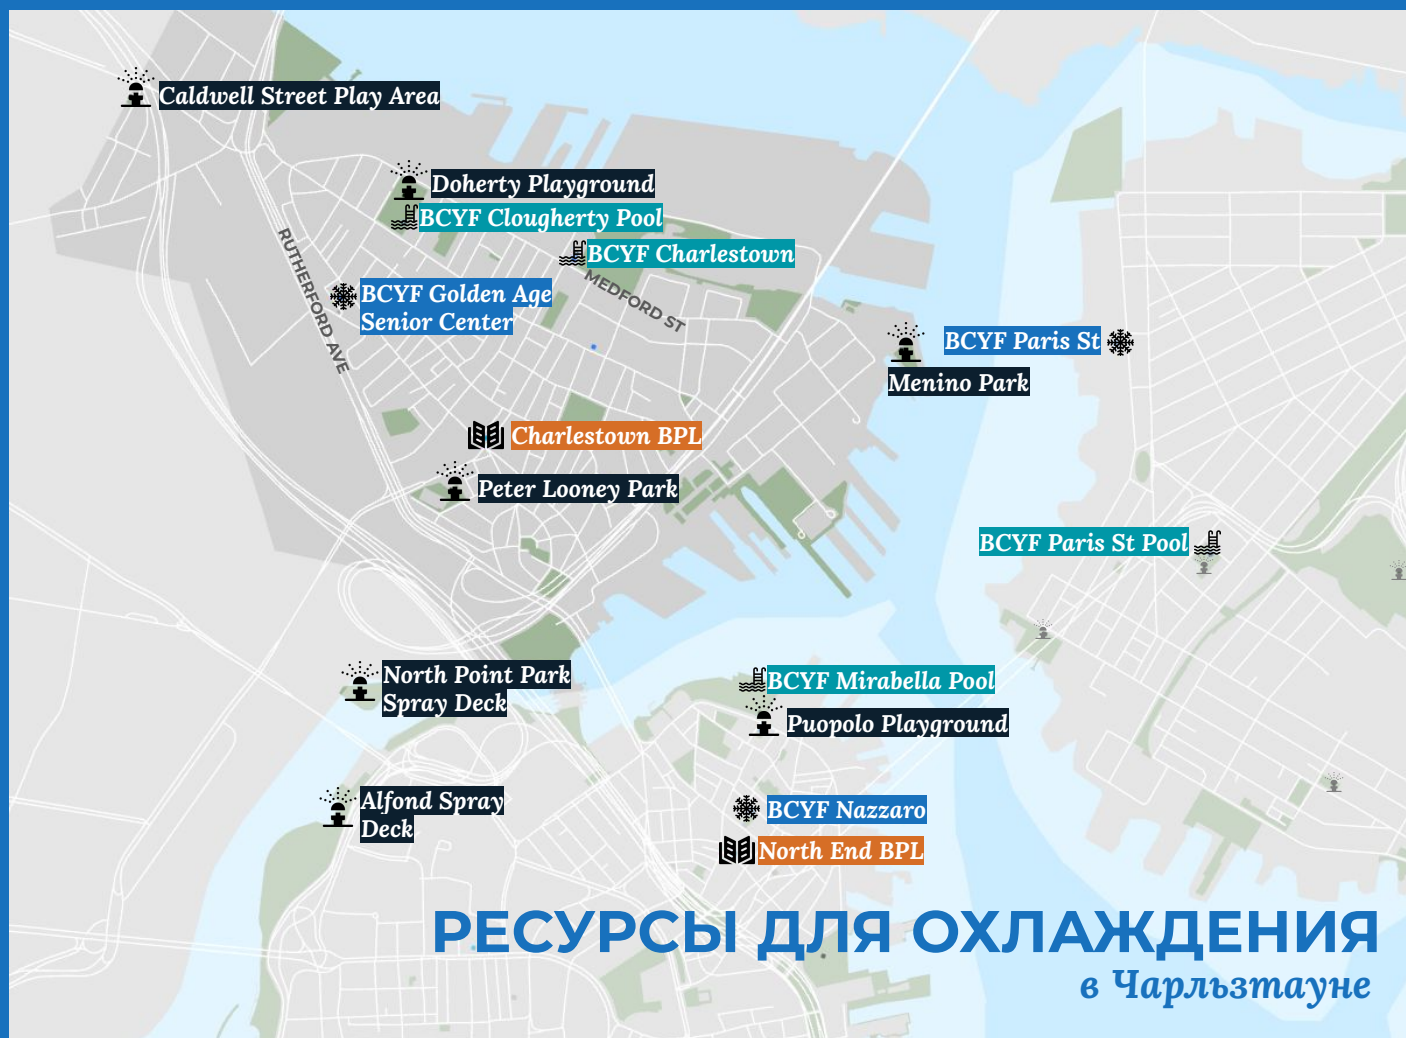 Caldwell Street Play Area
Doherty Playground
BCYF Clougherty Pool
BCYF Charlestown
RUTHERFORD AVE
MEDFORD ST
BCYF Golden Age
Senior Center
BCYF Paris St
Menino Park
Charlestown BPL
Peter Looney Park
BCYF Paris St Pool
North Point Park
Spray Deck
BCYF Mirabella Pool
Puopolo Playground
Alfond Spray
Deck
BCYF Nazzaro
North End BPL
РЕСУРСЫ ДЛЯ ОХЛАЖДЕНИЯ
в Чарльзтауне